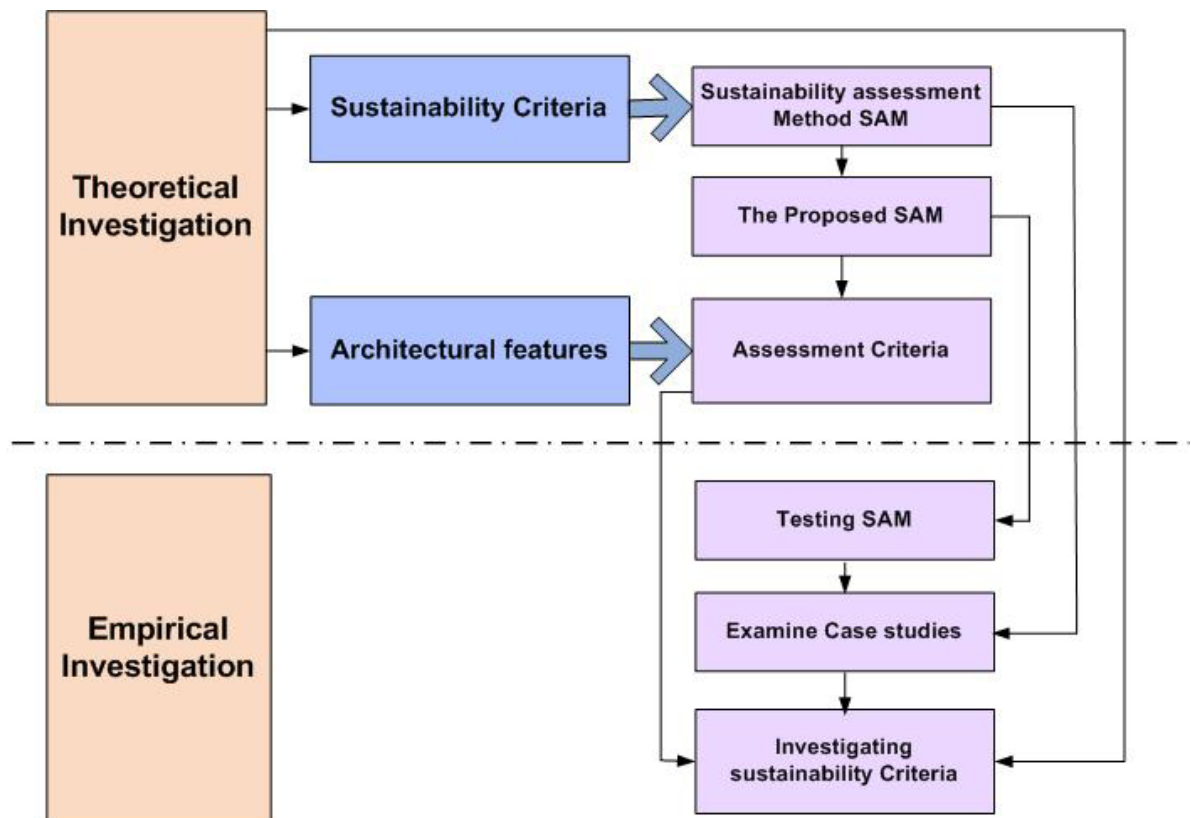 Theoretical
Investigation
Sustainability Criteria
Sustainability assessment
Method SAM
The Proposed SAM
Architectural features
Assessment Criteria
Empirical
Investigation
Testing SAM
Examine Case studies
Investigating
sustainability Criteria